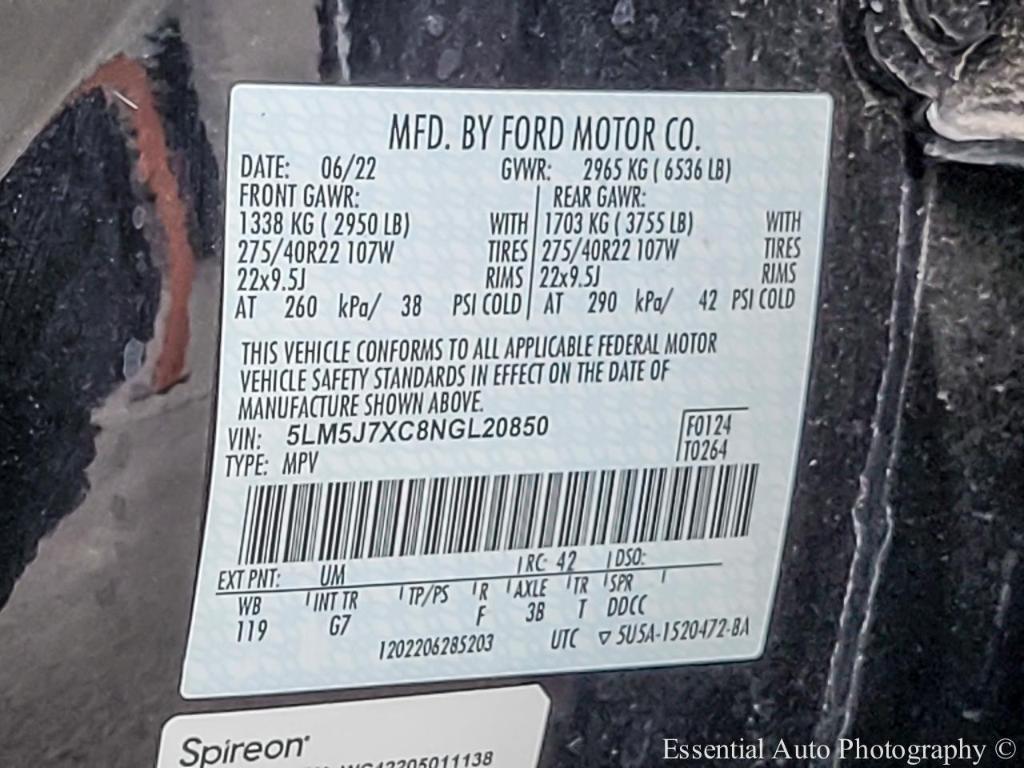 MFD. BY FORD MOTOR CO.
DATE: 06/22 GVWR: 2965 KG ( 6536 LB)
FRONT GAWR: REAR GAWR:
1338 KG ( 2950 LB) WITH 1703 KG ( 3755 LB) WITH
275/40R22 107W TIRES 275/40R22 107W TIRES
22x9.5J RIMS 22x9.5J RIMS
AT 260 kPa/ 38 PSI COLD AT 290 kPa/ 42 PSI COLD
THIS VEHICLE CONFORMS TO ALL APPLICABLE FEDERAL MOTOR
VEHICLE SAFETY STANDARDS IN EFFECT ON THE DATE OF
MANUFACTURE SHOWN ABOVE.
VIN: 5LM5J7XC8NGL20850 F0124
TYPE: MPV T0264
EXT PNT: UM RC: 42 DSO:
WB INT TR TP/PS R AXLE TR SPR
119 G7 F 3B T DDCC
1202206285203 UTC ▽ 5U5A-1520472-BA
Spireon
Essential Auto Photography ©